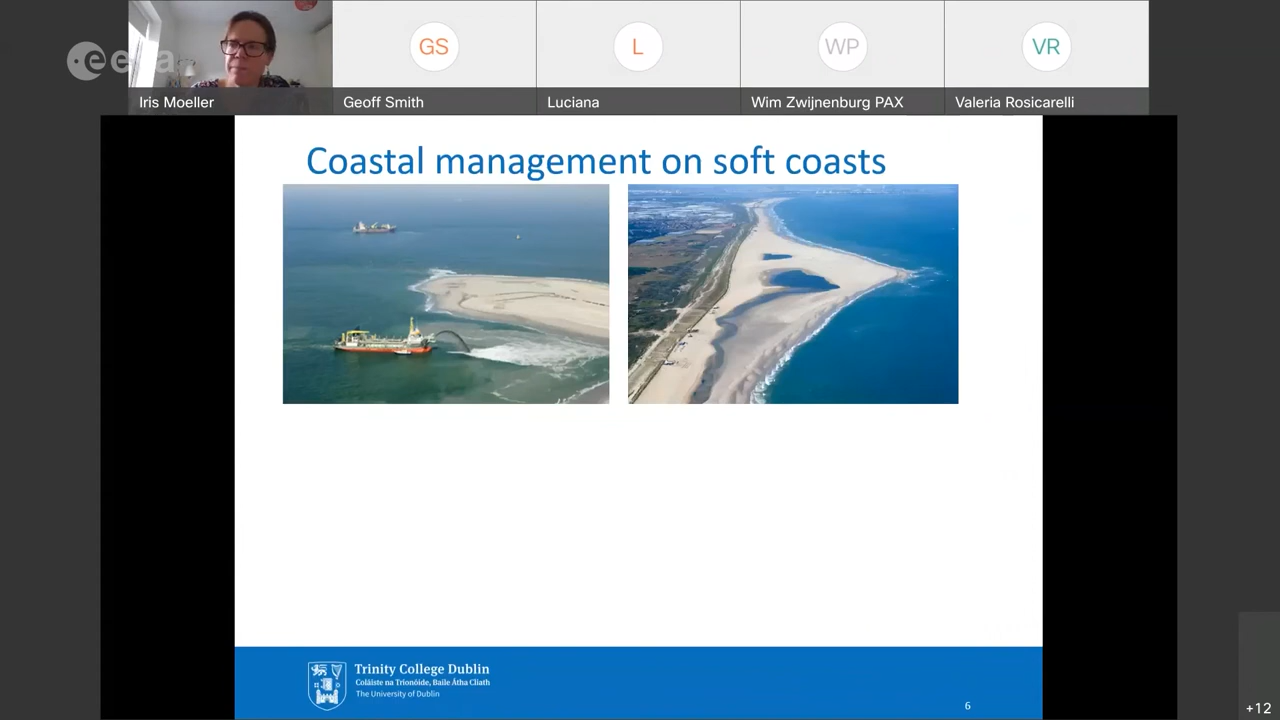 esa
GS
L
WP
VR
Iris Moeller
Geoff Smith
Luciana
Wim Zwijnenburg PAX
Valeria Rosicarelli
Coastal management on soft coasts
Trinity College Dublin
Coláiste na Tríonóide, Baile Átha Cliath
The University of Dublin
6
+12